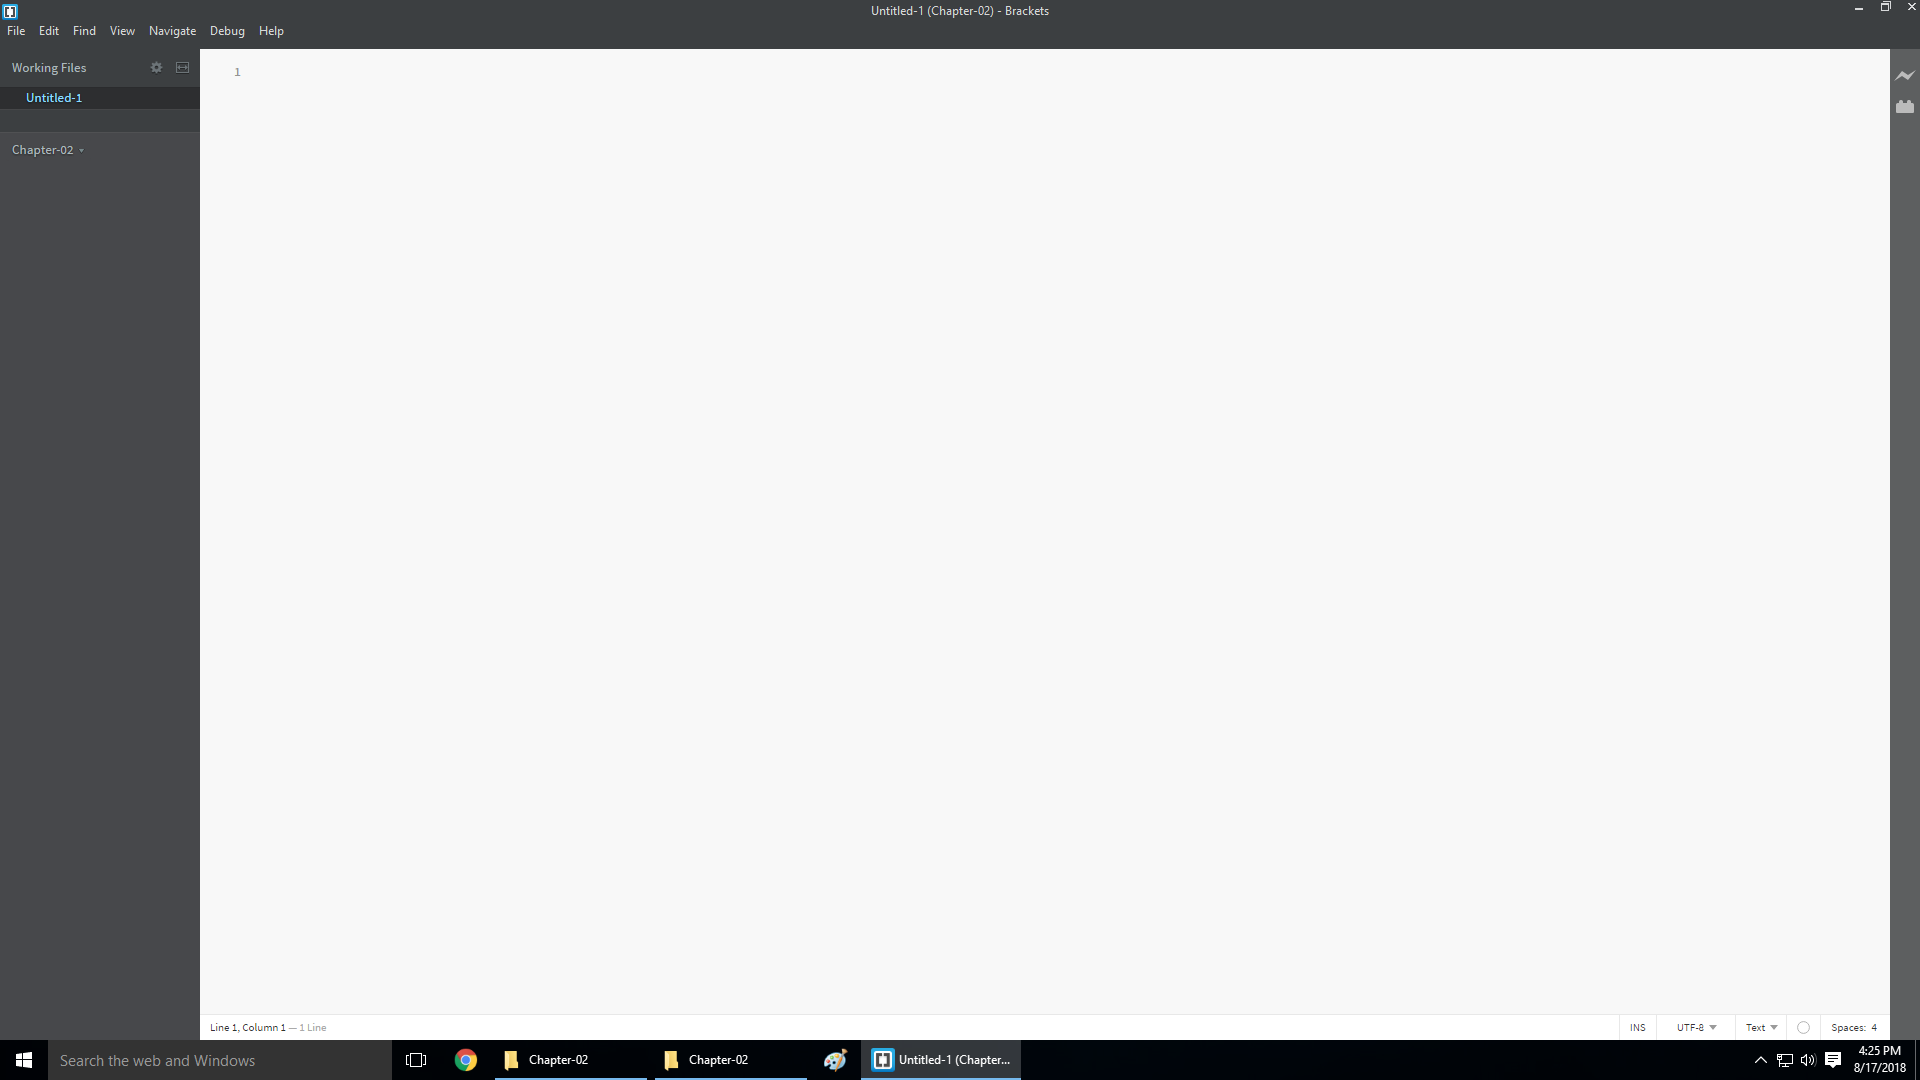 Untitled-1 (Chapter-02) - Brackets
File Edit Find View Navigate Debug Help
Working Files
Untitled-1
Chapter-02
1
Line 1, Column 1 — 1 Line
INS UTF-8 Text Spaces: 4
Search the web and Windows
Chapter-02
Chapter-02
Untitled-1 (Chapter...
4:25 PM
8/17/2018